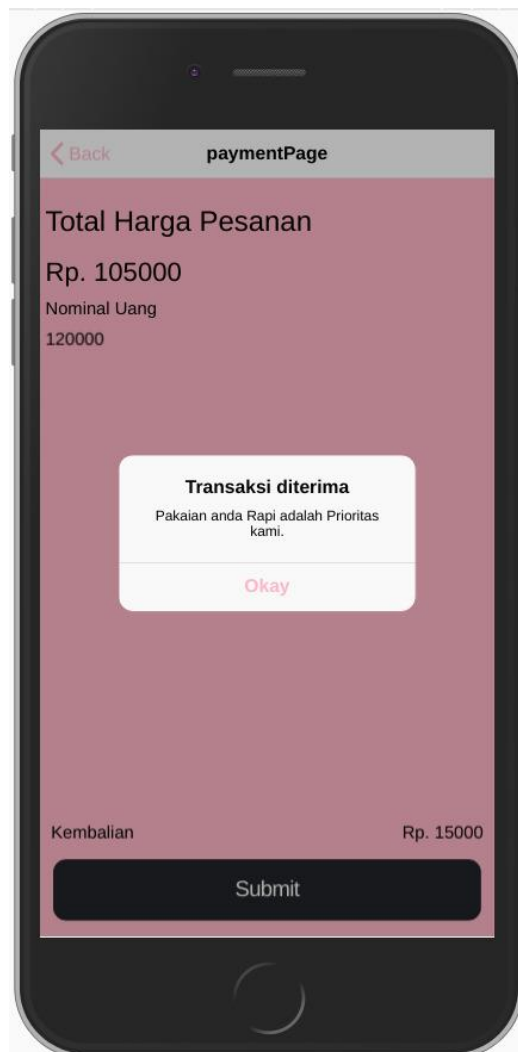 Back
paymentPage
Total Harga Pesanan
Rp. 105000
Nominal Uang
120000
Transaksi diterima
Pakaian anda Rapi adalah Prioritas
kami.
Okay
Kembalian Rp. 15000
Submit